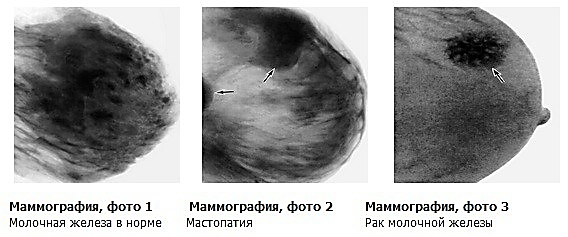 Маммография, фото 1
Молочная железа в норме
Маммография, фото 2
Мастопатия
Маммография, фото 3
Рак молочной железы